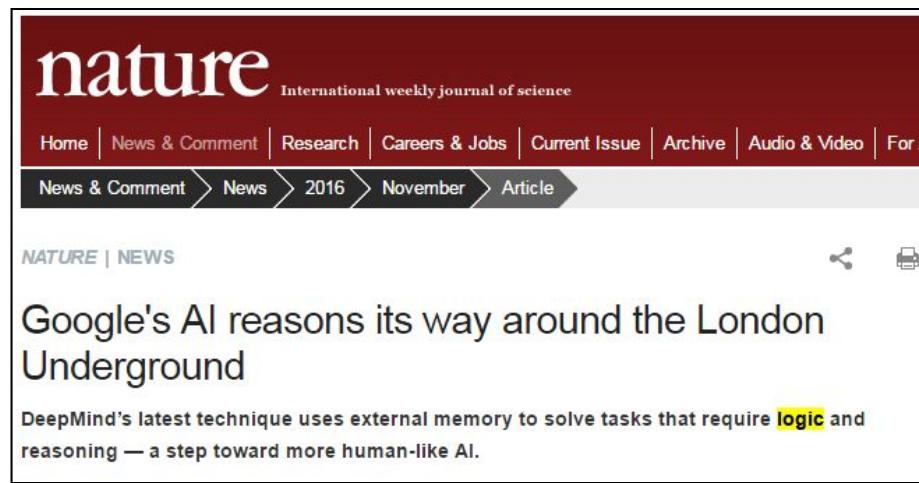 nature International weekly journal of science
Home News & Comment Research Careers & Jobs Current Issue Archive Audio & Video For
News & Comment News 2016 November Article
NATURE | NEWS
Google's AI reasons its way around the London
Underground
DeepMind’s latest technique uses external memory to solve tasks that require logic and
reasoning — a step toward more human-like AI.